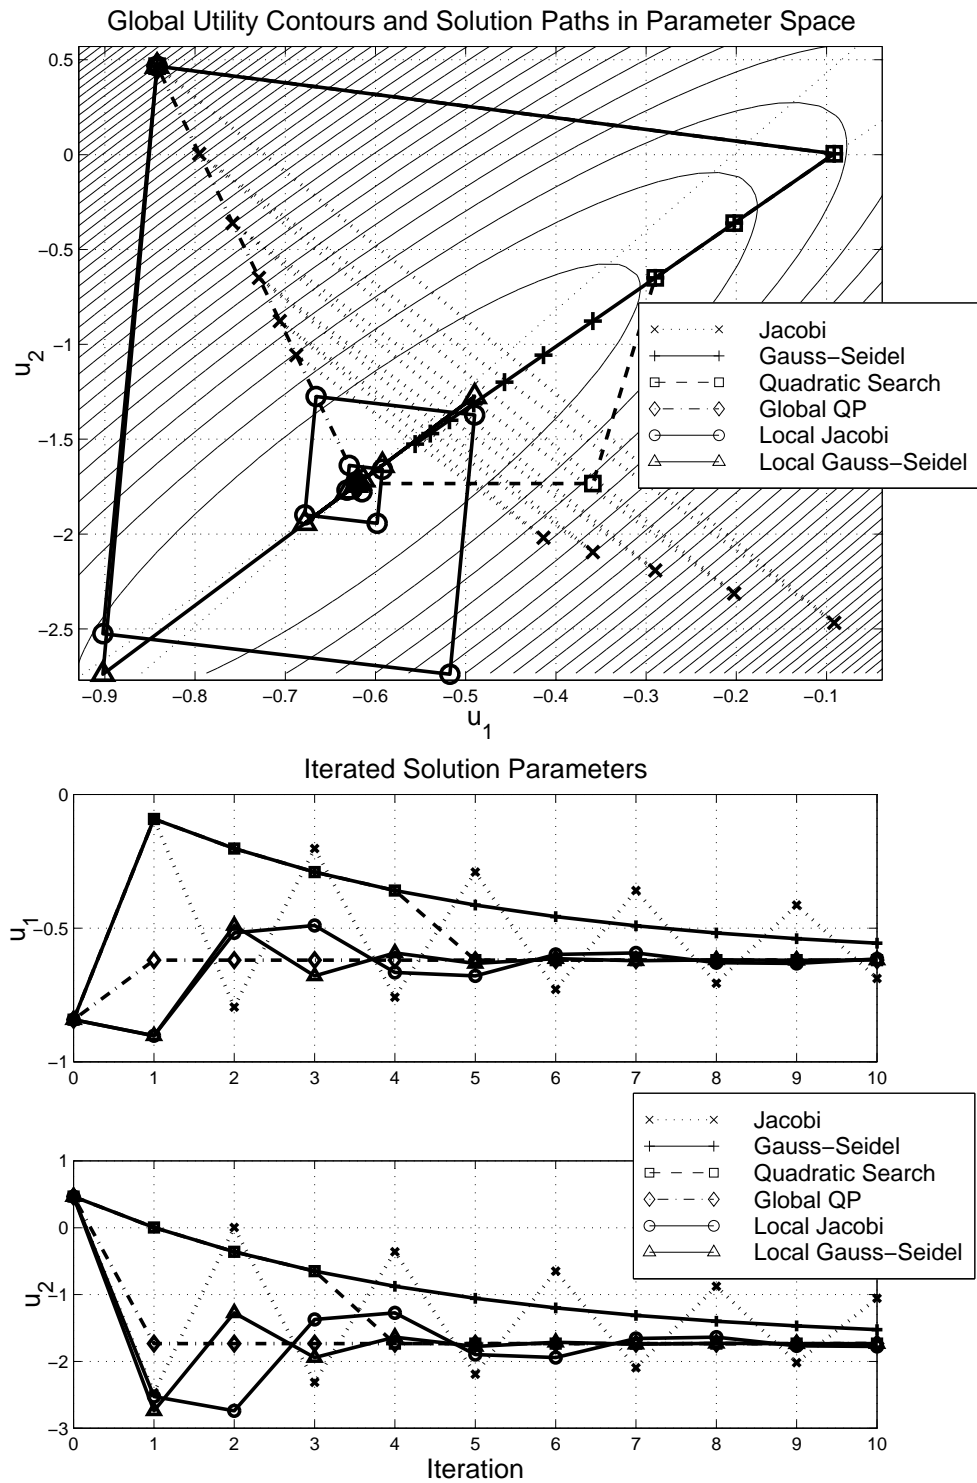 Global Utility Contours and Solution Paths in Parameter Space
0.5
0
−0.5
−1
−1.5
−2
−2.5
u2
−0.9 −0.8 −0.7 −0.6 −0.5 −0.4 −0.3 −0.2 −0.1
u1
Jacobi
Gauss−Seidel
Quadratic Search
Global QP
Local Jacobi
Local Gauss−Seidel
Iterated Solution Parameters
0
−0.5
−1
u1
0 1 2 3 4 5 6 7 8 9 10
Jacobi
Gauss−Seidel
Quadratic Search
Global QP
Local Jacobi
Local Gauss−Seidel
1
0
−1
−2
−3
u2
0 1 2 3 4 5 6 7 8 9 10
Iteration